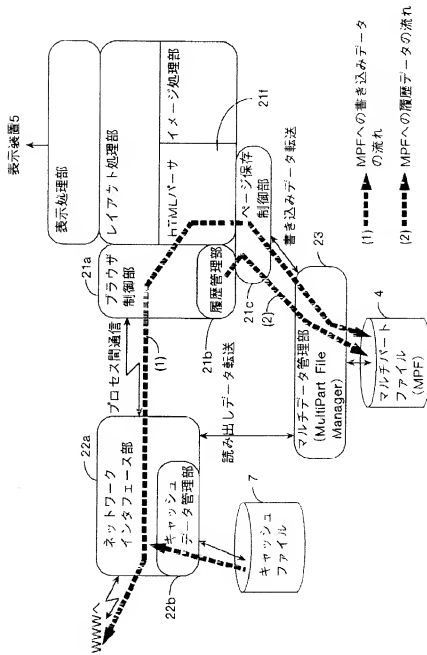 表示装置5
表示処理部
レイアウト処理部
HTMLパーサ
イメージ処理部
21f
21a
ブラウザ
制御部
履歴管理部
21b
ページ保存
制御部
21c
プロセス間通信
(1)
(2)
書き込みデータ転送
読み出しデータ転送
22a
ネットワーク
インタフェース部
キャッシュ
データ管理部
22b
WWWへ
7
キャッシュ
ファイル
23
マルチデータ管理部
(MultiPart File
Manager)
4
マルチパート
ファイル
(MPF)
(1) MPFへの書き込みデータ
の流れ
(2) MPFへの履歴データの流れ